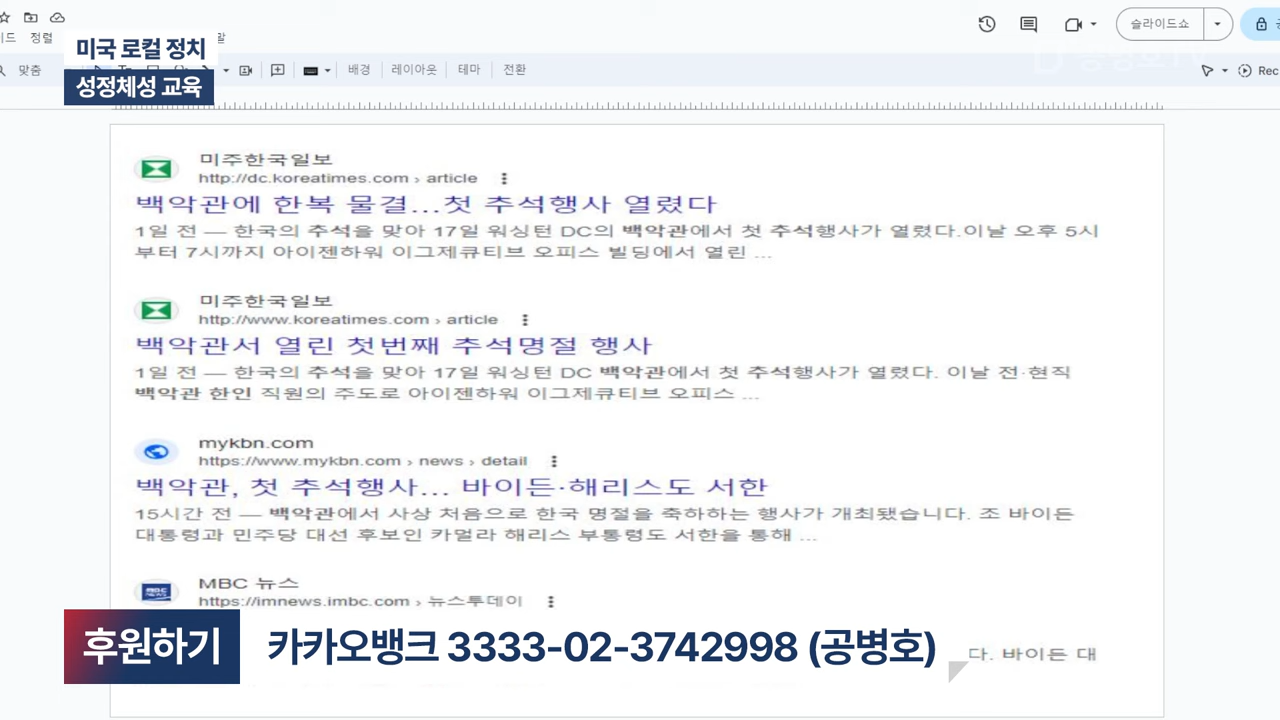 정렬
미국 로컬 정치
슬라이드쇼
맞춤
성정체성 교육
배경
레이아웃
테마
전환
Rec
미주한국일보
http://dc.koreatimes.com › article
백악관에 한복 물결...첫 추석행사 열렸다
1일 전 — 한국의 추석을 맞아 17일 워싱턴 DC의 백악관에서 첫 추석행사가 열렸다.이날 오후 5시
부터 7시까지 아이젠하워 이그제큐티브 오피스 빌딩에서 열린 ...
미주한국일보
http://www.koreatimes.com › article
백악관서 열린 첫번째 추석명절 행사
1일 전 — 한국의 추석을 맞아 17일 워싱턴 DC 백악관에서 첫 추석행사가 열렸다. 이날 전·현직
백악관 한인 직원의 주도로 아이젠하워 이그제큐티브 오피스 ...
mykbn.com
https://www.mykbn.com › news › detail
백악관, 첫 추석행사... 바이든·해리스도 서한
15시간 전 — 백악관에서 사상 처음으로 한국 명절을 축하하는 행사가 개최됐습니다. 조 바이든
대통령과 민주당 대선 후보인 카멀라 해리스 부통령도 서한을 통해 ...
MBC 뉴스
https://imnews.imbc.com › 뉴스투데이
후원하기
카카오뱅크 3333-02-3742998 (공병호)
다. 바이든 대